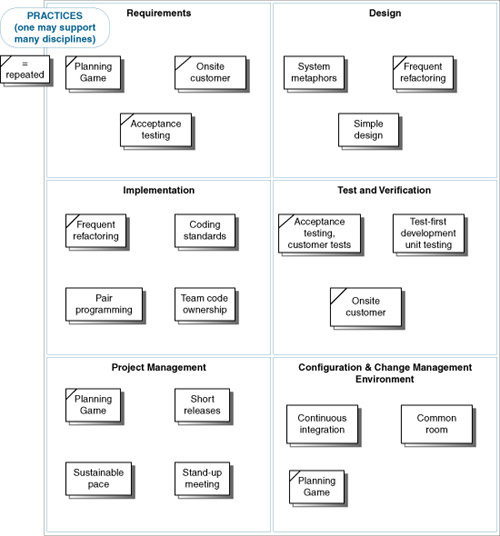 PRACTICES
(one may support
many disciplines)
=
repeated
Requirements
Planning
Game
Onsite
customer
Acceptance
testing
Design
System
metaphors
Frequent
refactoring
Simple
design
Implementation
Frequent
refactoring
Coding
standards
Pair
programming
Team code
ownership
Test and Verification
Acceptance
testing,
customer tests
Test-first
development
unit testing
Onsite
customer
Project Management
Planning
Game
Short
releases
Sustainable
pace
Stand-up
meeting
Configuration & Change Management
Environment
Continuous
integration
Common
room
Planning
Game